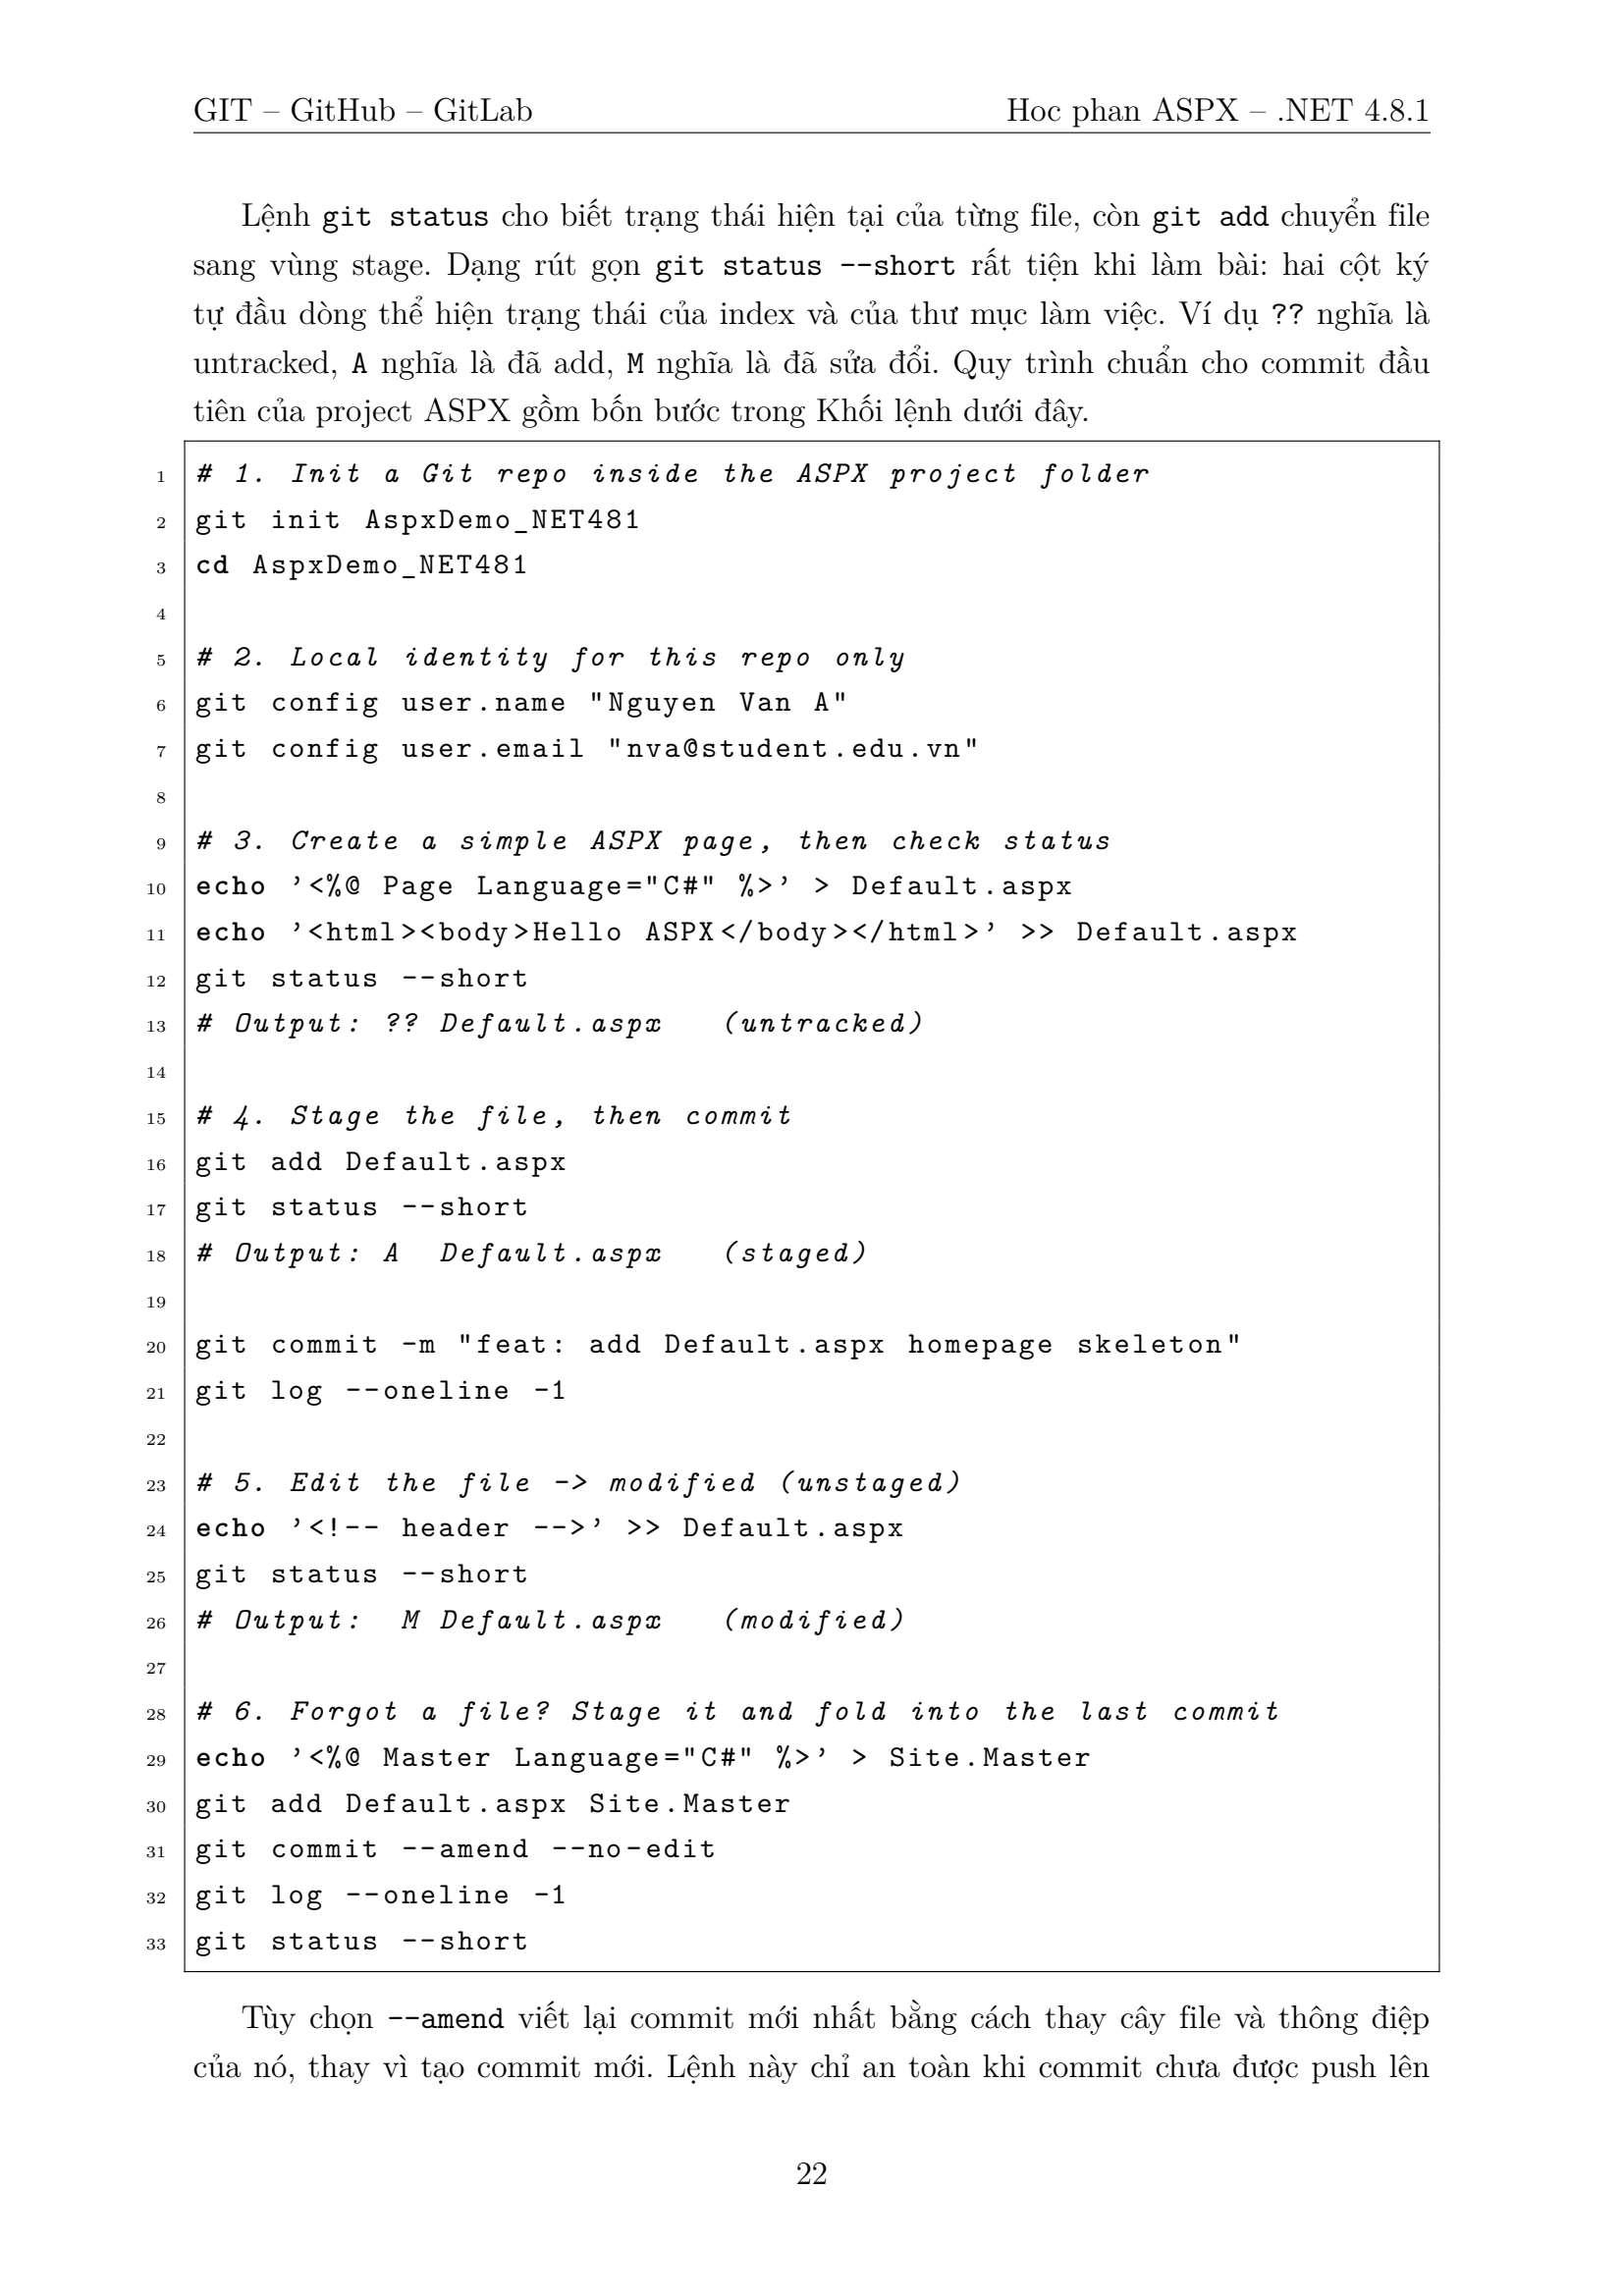 GIT – GitHub – GitLab Hoc phan ASPX – .NET 4.8.1
Lệnh git status cho biết trạng thái hiện tại của từng file, còn git add chuyển file
sang vùng stage. Dạng rút gọn git status --short rất tiện khi làm bài: hai cột ký
tự đầu dòng thể hiện trạng thái của index và của thư mục làm việc. Ví dụ ?? nghĩa là
untracked, A nghĩa là đã add, M nghĩa là đã sửa đổi. Quy trình chuẩn cho commit đầu
tiên của project ASPX gồm bốn bước trong Khối lệnh dưới đây.
1 # 1. Init a Git repo inside the ASPX project folder
2 git init AspxDemo_NET481
3 cd AspxDemo_NET481
4
5 # 2. Local identity for this repo only
6 git config user.name "Nguyen Van A"
7 git config user.email "nva@student.edu.vn"
8
9 # 3. Create a simple ASPX page, then check status
10 echo '<%@ Page Language="C#" %>' > Default.aspx
11 echo '<html><body>Hello ASPX</body></html>' >> Default.aspx
12 git status --short
13 # Output: ?? Default.aspx   (untracked)
14
15 # 4. Stage the file, then commit
16 git add Default.aspx
17 git status --short
18 # Output: A  Default.aspx   (staged)
19
20 git commit -m "feat: add Default.aspx homepage skeleton"
21 git log --oneline -1
22
23 # 5. Edit the file -> modified (unstaged)
24 echo '<!-- header -->' >> Default.aspx
25 git status --short
26 # Output:  M Default.aspx   (modified)
27
28 # 6. Forgot a file? Stage it and fold into the last commit
29 echo '<%@ Master Language="C#" %>' > Site.Master
30 git add Default.aspx Site.Master
31 git commit --amend --no-edit
32 git log --oneline -1
33 git status --short
Tùy chọn --amend viết lại commit mới nhất bằng cách thay cây file và thông điệp
của nó, thay vì tạo commit mới. Lệnh này chỉ an toàn khi commit chưa được push lên
22